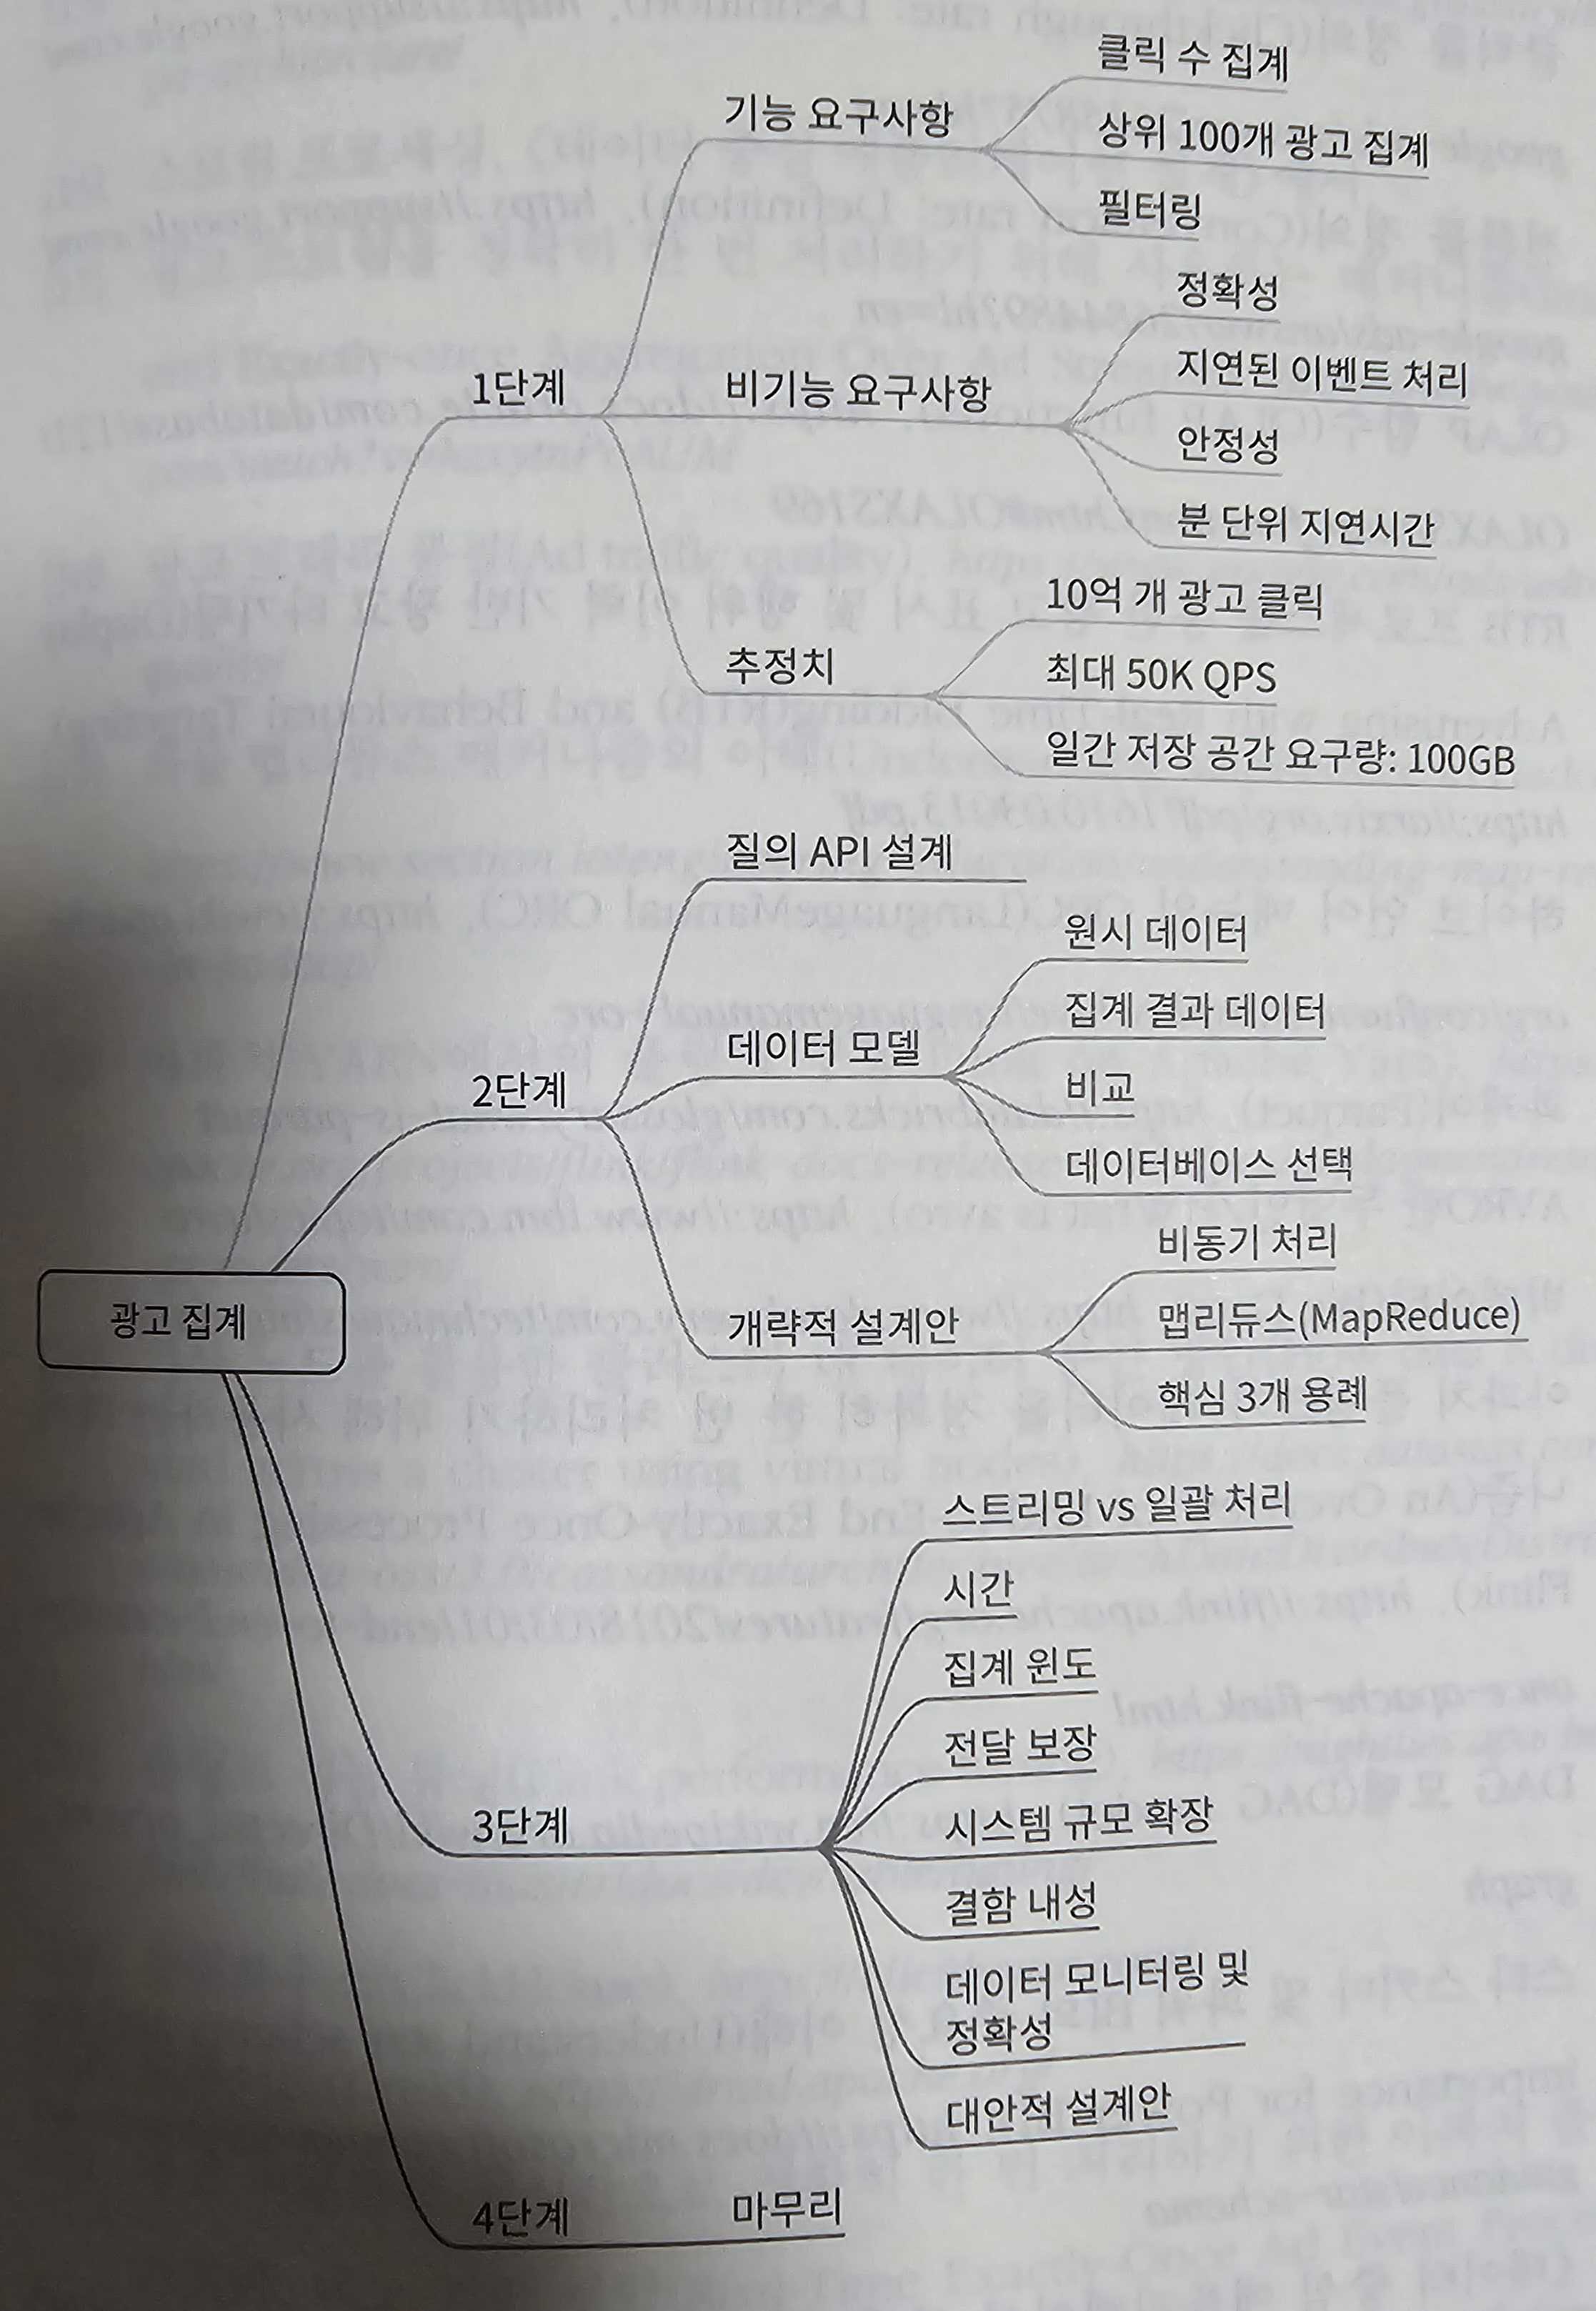 클릭 수 집계
기능 요구사항
상위 100개 광고 집계
필터링
정확성
지연된 이벤트 처리
1단계
비기능 요구사항
안정성
분 단위 지연시간
10억 개 광고 클릭
추정치
최대 50K QPS
일간 저장 공간 요구량: 100GB
질의 API 설계
원시 데이터
집계 결과 데이터
데이터 모델
2단계
비교
데이터베이스 선택
비동기 처리
광고 집계
개략적 설계안
맵리듀스(MapReduce)
핵심 3개 용례
스트리밍 vs 일괄 처리
시간
집계 윈도
전달 보장
3단계
시스템 규모 확장
결함 내성
데이터 모니터링 및
정확성
대안적 설계안
4단계
마무리